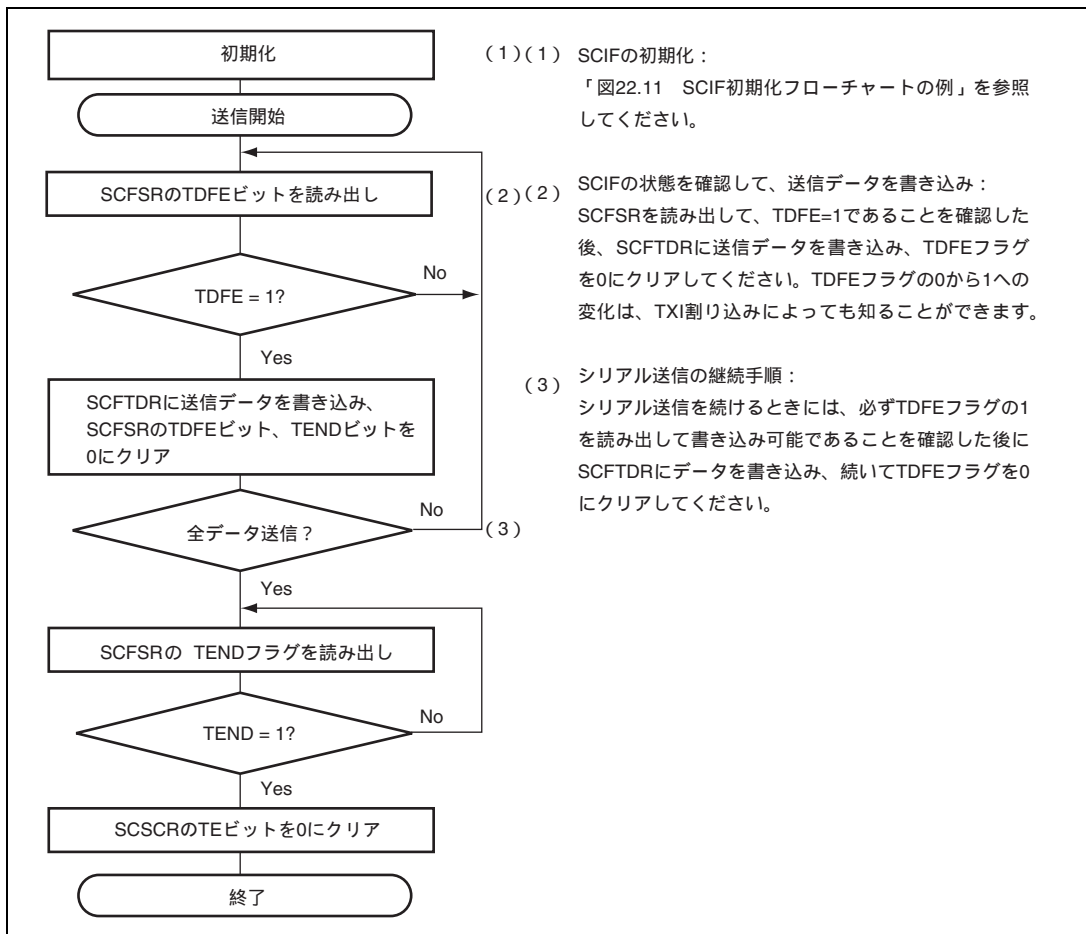 初期化
送信開始
SCFSRのTDFEビットを読み出し
TDFE = 1?
No
Yes
SCFTDRに送信データを書き込み、
SCFSRのTDFEビット、TENDビットを
0にクリア
全データ送信？
No
Yes
SCFSRの TENDフラグを読み出し
TEND = 1?
No
Yes
SCSCRのTEビットを0にクリア
終了
(1)(1) SCIFの初期化：
「図22.11 SCIF初期化フローチャートの例」を参照
してください。
(2)(2) SCIFの状態を確認して、送信データを書き込み：
SCFSRを読み出して、TDFE=1であることを確認した
後、SCFTDRに送信データを書き込み、TDFEフラグ
を0にクリアしてください。TDFEフラグの0から1への
変化は、TXI割り込みによっても知ることができます。
(3) シリアル送信の継続手順：
シリアル送信を続けるときには、必ずTDFEフラグの1
を読み出して書き込み可能であることを確認した後に
SCFTDRにデータを書き込み、続いてTDFEフラグを0
にクリアしてください。
(3)